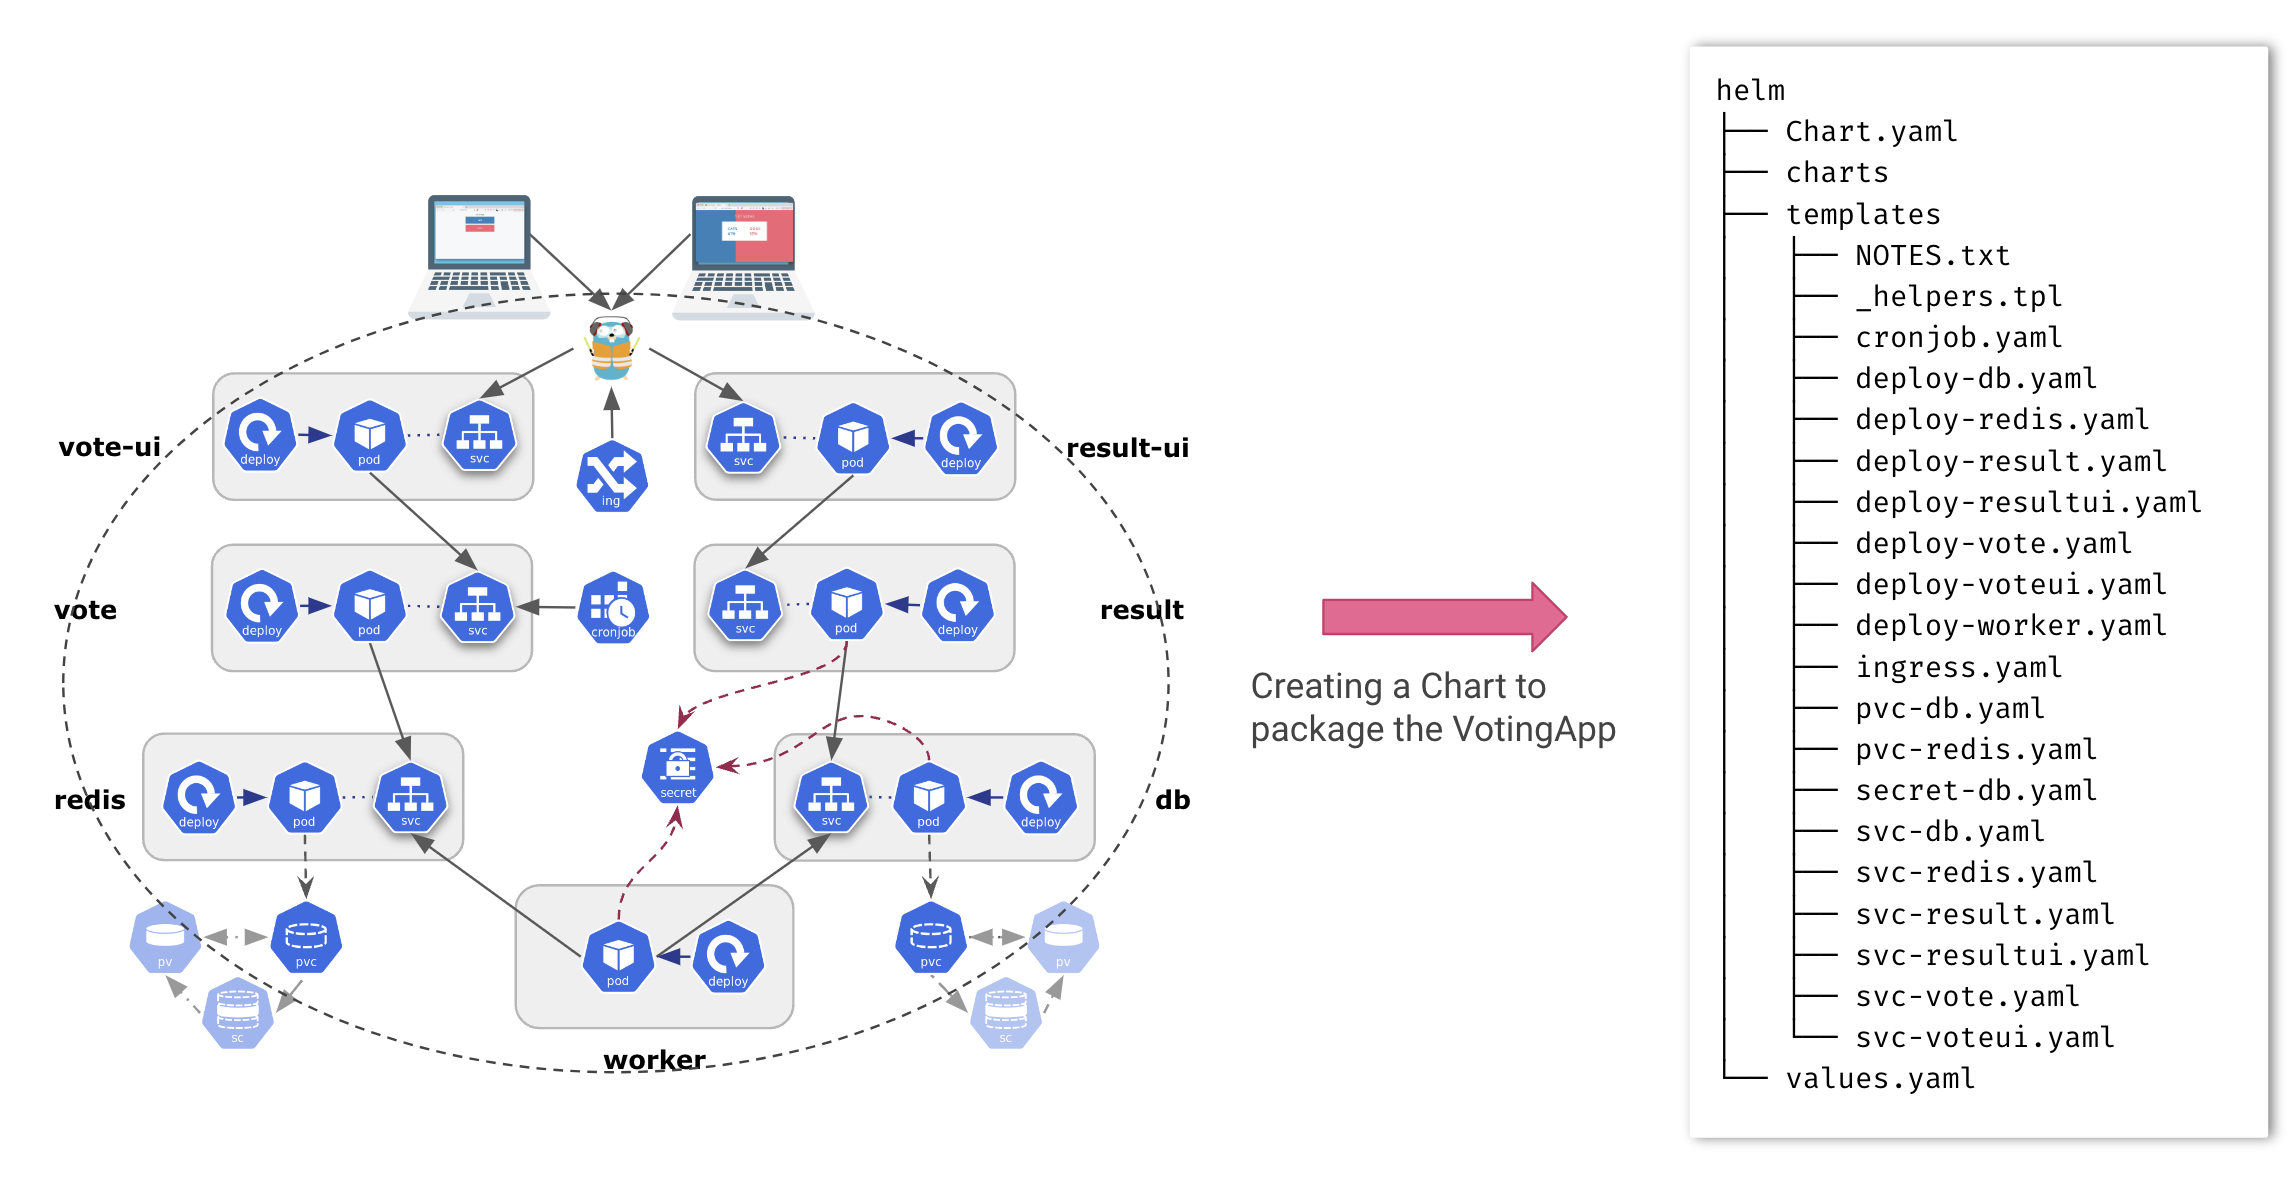 vote-ui
deploy
pod
svc
ing
svc
pod
deploy
result-ui
vote
deploy
pod
svc
cronjob
svc
pod
deploy
result
redis
deploy
pod
svc
secret
svc
pod
deploy
db
pv
pvc
sc
pod
deploy
worker
pvc
pv
sc
Creating a Chart to
package the VotingApp
helm
Chart.yaml
charts
templates
NOTES.txt
_helpers.tpl
cronjob.yaml
deploy-db.yaml
deploy-redis.yaml
deploy-result.yaml
deploy-resultui.yaml
deploy-vote.yaml
deploy-voteui.yaml
deploy-worker.yaml
ingress.yaml
pvc-db.yaml
pvc-redis.yaml
secret-db.yaml
svc-db.yaml
svc-redis.yaml
svc-result.yaml
svc-resultui.yaml
svc-vote.yaml
svc-voteui.yaml
values.yaml